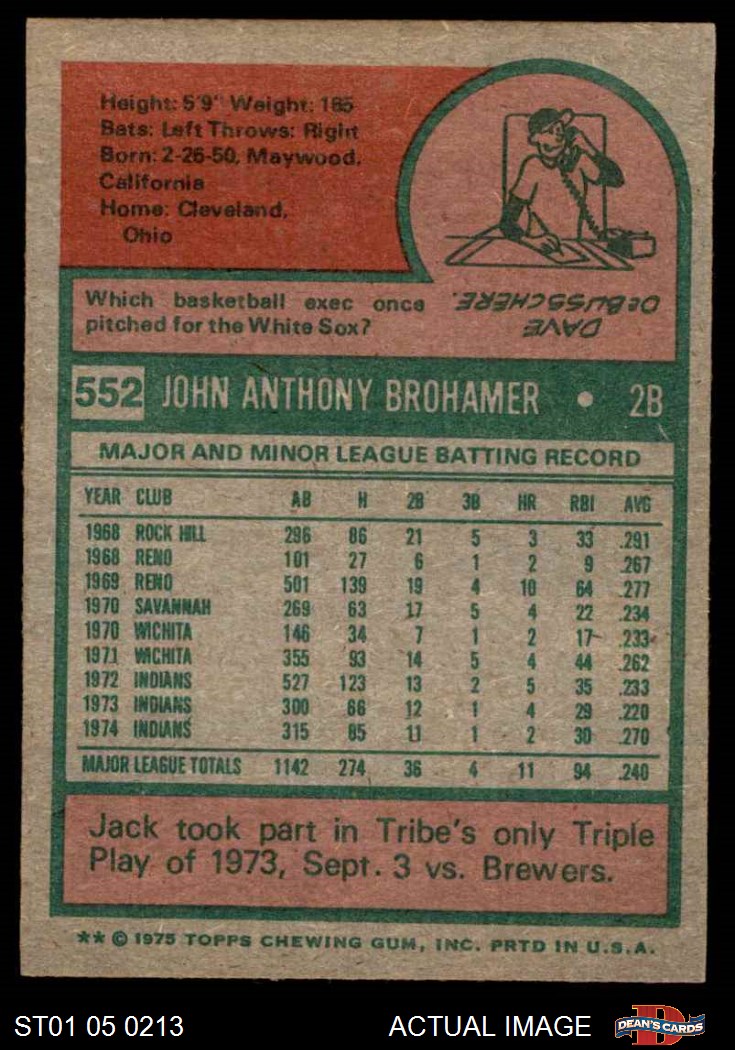 Height: 5'9" Weight: 165
Bats: Left Throws: Right
Born: 2-26-50, Maywood,
California
Home: Cleveland,
Ohio
Which basketball exec once
pitched for the White Sox?
DAVE
DeBUSSCHERE.
552 JOHN ANTHONY BROHAMER • 2B
MAJOR AND MINOR LEAGUE BATTING RECORD
YEAR CLUB AB H 2B 3B HR RBI AVG
1968 ROCK HILL 296 86 21 5 3 33 .291
1968 RENO 101 27 6 1 2 9 .267
1969 RENO 501 139 19 4 10 64 .277
1970 SAVANNAH 269 63 17 5 4 22 .234
1970 WICHITA 146 34 7 1 2 17 .233
1971 WICHITA 355 93 14 5 4 44 .262
1972 INDIANS 527 123 13 2 5 35 .233
1973 INDIANS 300 66 12 1 4 29 .220
1974 INDIANS 315 85 11 1 2 30 .270
MAJOR LEAGUE TOTALS 1142 274 36 4 11 94 .240
Jack took part in Tribe's only Triple
Play of 1973, Sept. 3 vs. Brewers.
** © 1975 TOPPS CHEWING GUM, INC. PRTD IN U.S.A.
ST01 05 0213 ACTUAL IMAGE D DEAN'S CARDS